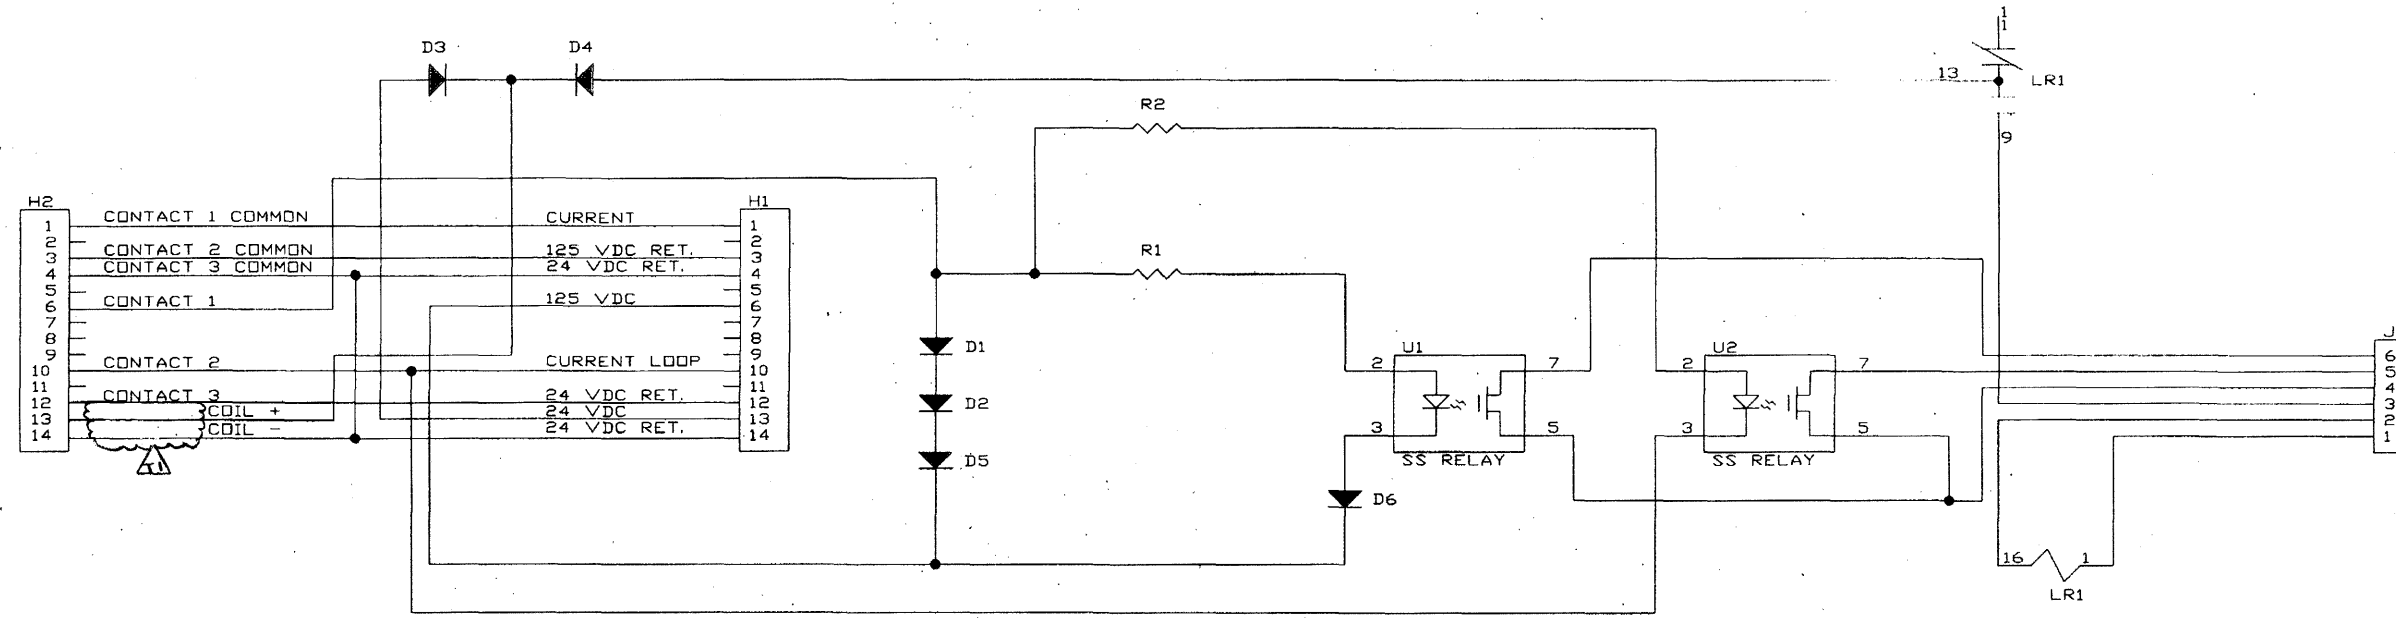 1
1
D3
D4
13
LR1
R2
9
H2
H1
CONTACT 1 COMMON
CURRENT
1
1
2
2
CONTACT 2 COMMON
125 VDC RET.
3
3
CONTACT 3 COMMON
24 VDC RET.
4
4
R1
5
5
CONTACT 1
125 VDC
6
6
7
7
8
8
9
9
CONTACT 2
CURRENT LOOP
10
10
11
11
CONTACT 3
24 VDC RET.
12
12
COIL +
24 VDC
13
13
COIL -
24 VDC RET.
14
14
D1
D2
D5
U1
2
7
3
5
SS RELAY
D6
U2
2
7
3
5
SS RELAY
J
6
5
4
3
2
1
16
1
LR1